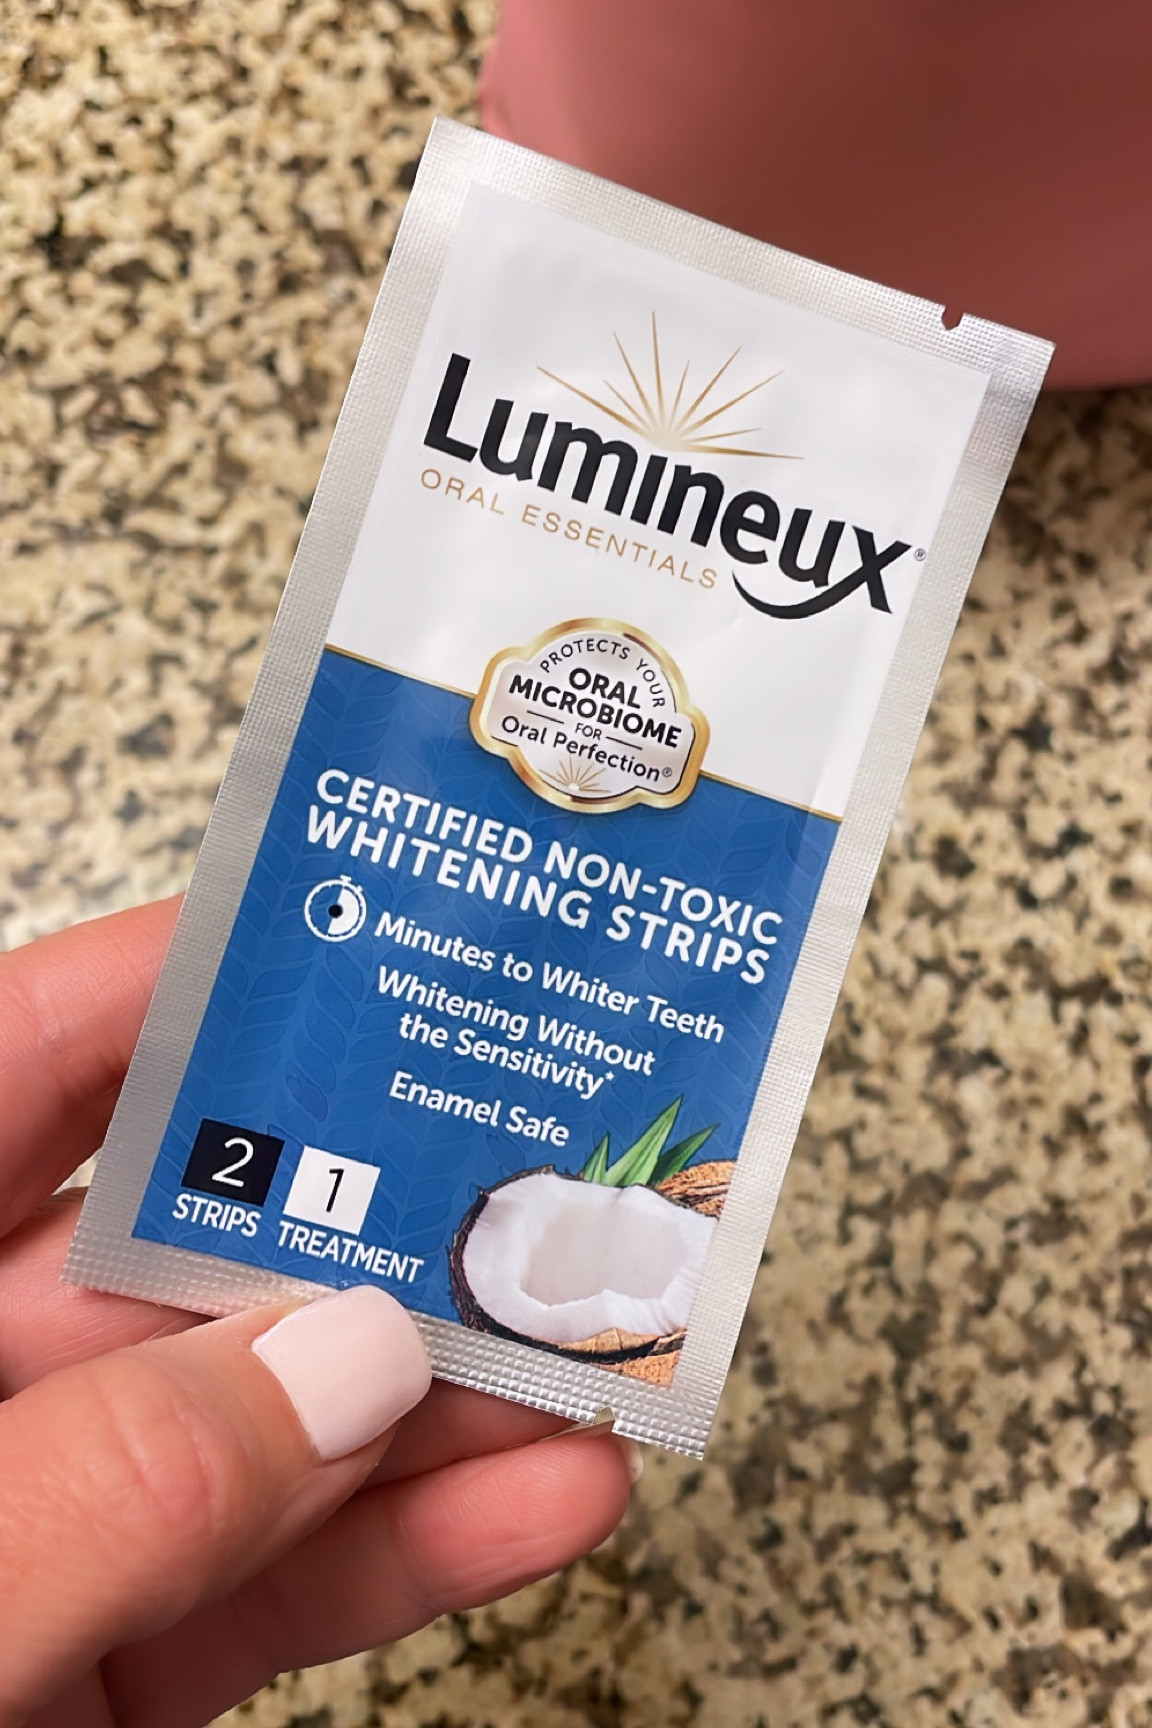 Lumineux®
ORAL ESSENTIALS
PROTECTS YOUR
ORAL
MICROBIOME
FOR
Oral Perfection®
CERTIFIED NON-TOXIC
WHITENING STRIPS
Minutes to Whiter Teeth
Whitening Without
the Sensitivity*
Enamel Safe
2 1
STRIPS TREATMENT